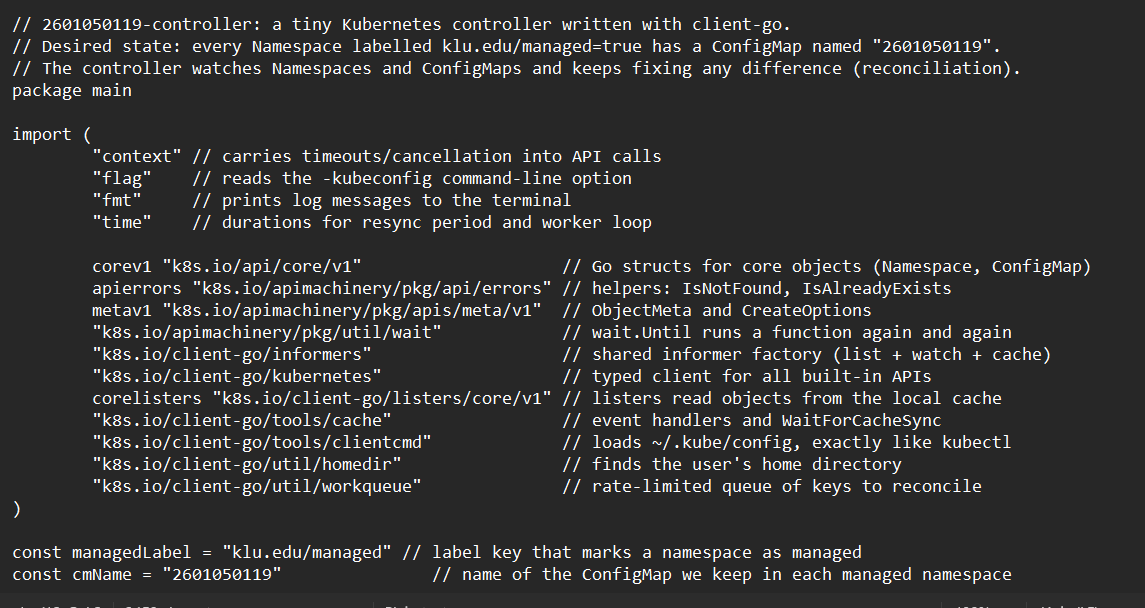 // 2601050119-controller: a tiny Kubernetes controller written with client-go.
// Desired state: every Namespace labelled klu.edu/managed=true has a ConfigMap named "2601050119".
// The controller watches Namespaces and ConfigMaps and keeps fixing any difference (reconciliation).
package main

import (
        "context" // carries timeouts/cancellation into API calls
        "flag"    // reads the -kubeconfig command-line option
        "fmt"     // prints log messages to the terminal
        "time"    // durations for resync period and worker loop

        corev1 "k8s.io/api/core/v1"                    // Go structs for core objects (Namespace, ConfigMap)
        apierrors "k8s.io/apimachinery/pkg/api/errors" // helpers: IsNotFound, IsAlreadyExists
        metav1 "k8s.io/apimachinery/pkg/apis/meta/v1"  // ObjectMeta and CreateOptions
        "k8s.io/apimachinery/pkg/util/wait"            // wait.Until runs a function again and again
        "k8s.io/client-go/informers"                   // shared informer factory (list + watch + cache)
        "k8s.io/client-go/kubernetes"                  // typed client for all built-in APIs
        corelisters "k8s.io/client-go/listers/core/v1" // listers read objects from the local cache
        "k8s.io/client-go/tools/cache"                 // event handlers and WaitForCacheSync
        "k8s.io/client-go/tools/clientcmd"             // loads ~/.kube/config, exactly like kubectl
        "k8s.io/client-go/util/homedir"                // finds the user's home directory
        "k8s.io/client-go/util/workqueue"              // rate-limited queue of keys to reconcile
)

const managedLabel = "klu.edu/managed" // label key that marks a namespace as managed
const cmName = "2601050119"               // name of the ConfigMap we keep in each managed namespace